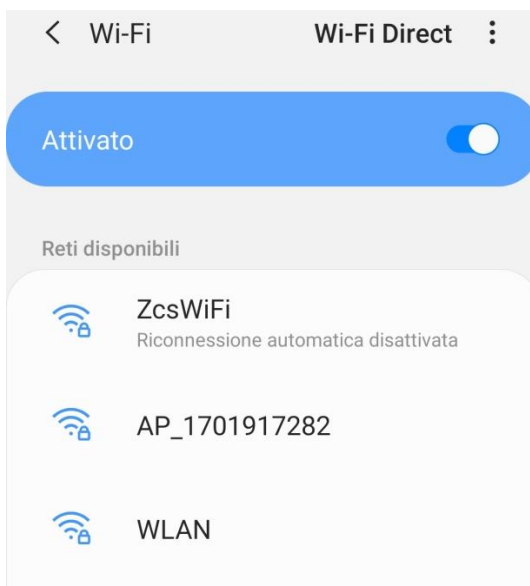 Wi-Fi Wi-Fi Direct
Attivato
Reti disponibili
ZcsWiFi
Riconnessione automatica disattivata
AP_1701917282
WLAN